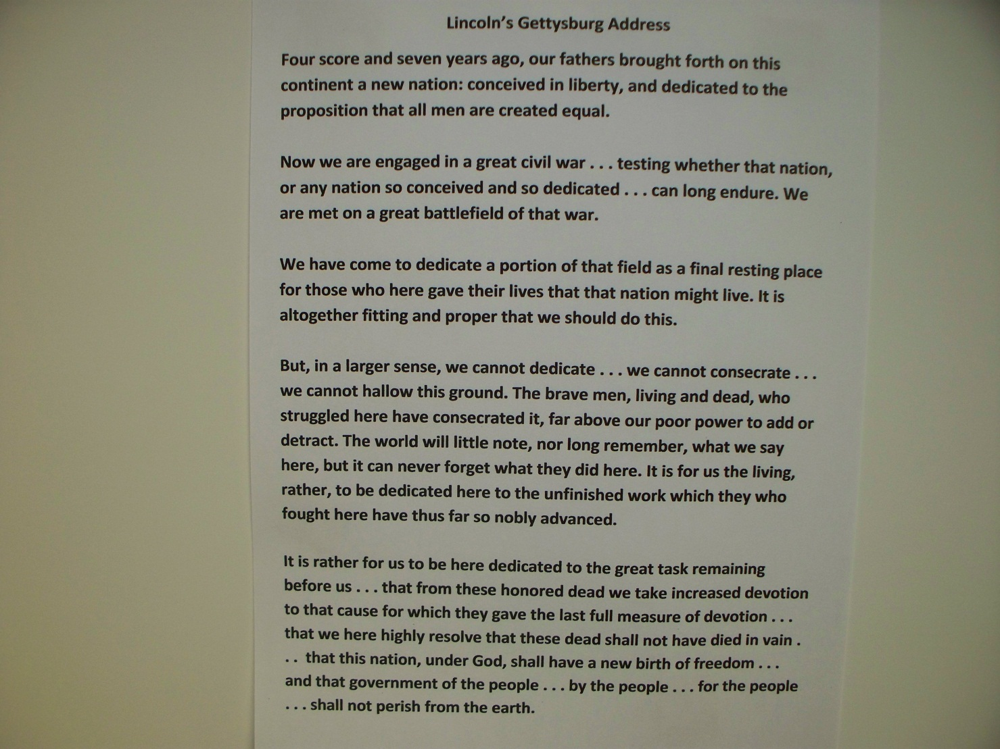 Lincoln’s Gettysburg Address
Four score and seven years ago, our fathers brought forth on this
continent a new nation: conceived in liberty, and dedicated to the
proposition that all men are created equal.
Now we are engaged in a great civil war . . . testing whether that nation,
or any nation so conceived and so dedicated . . . can long endure. We
are met on a great battlefield of that war.
We have come to dedicate a portion of that field as a final resting place
for those who here gave their lives that that nation might live. It is
altogether fitting and proper that we should do this.
But, in a larger sense, we cannot dedicate . . . we cannot consecrate . . .
we cannot hallow this ground. The brave men, living and dead, who
struggled here have consecrated it, far above our poor power to add or
detract. The world will little note, nor long remember, what we say
here, but it can never forget what they did here. It is for us the living,
rather, to be dedicated here to the unfinished work which they who
fought here have thus far so nobly advanced.
It is rather for us to be here dedicated to the great task remaining
before us . . . that from these honored dead we take increased devotion
to that cause for which they gave the last full measure of devotion . . .
that we here highly resolve that these dead shall not have died in vain .
. . that this nation, under God, shall have a new birth of freedom . . .
and that government of the people . . . by the people . . . for the people
. . . shall not perish from the earth.